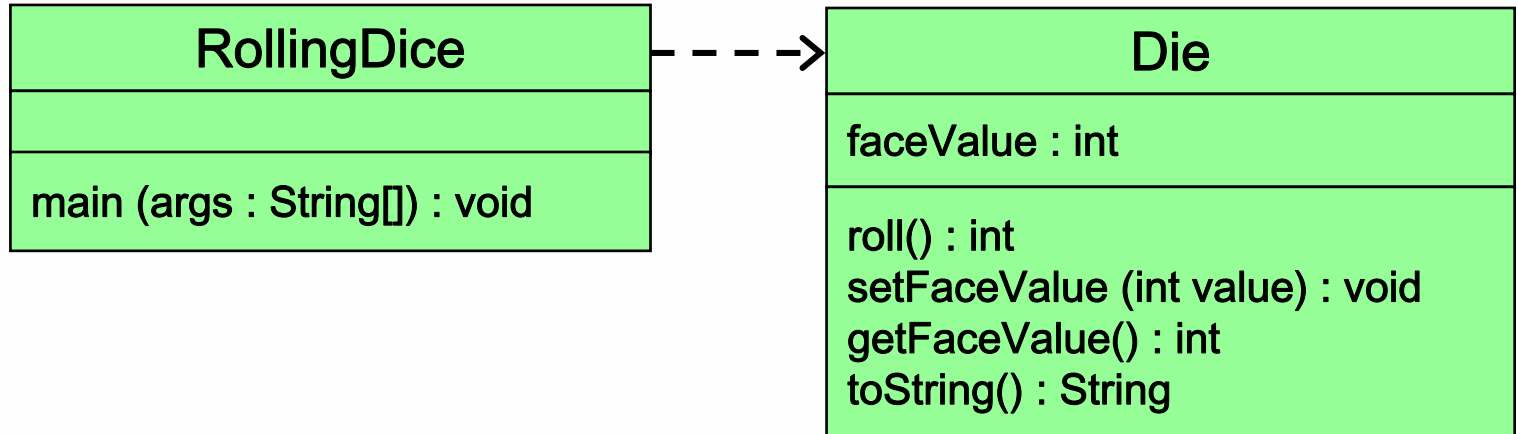 RollingDice
main (args : String[]) : void
Die
faceValue : int
roll() : int
setFaceValue (int value) : void
getFaceValue() : int
toString() : String